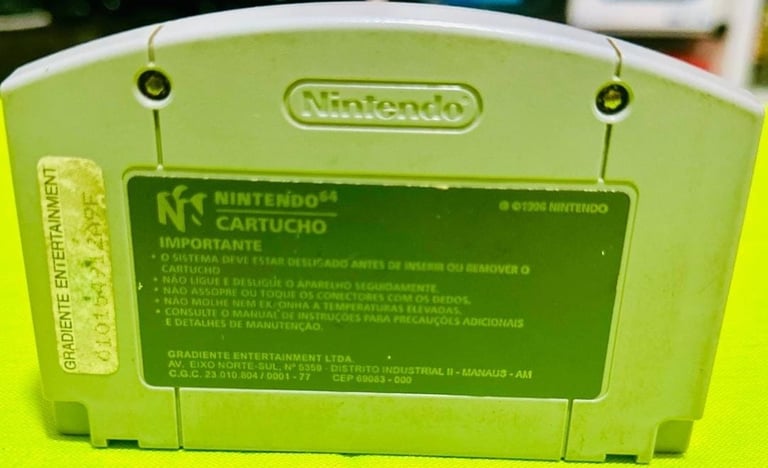 Nintendo
GRADIENTE ENTERTAINMENT
NINTENDO64
CARTUCHO
© ©1996 NINTENDO
IMPORTANTE
• O SISTEMA DEVE ESTAR DESLIGADO ANTES DE INSERIR OU REMOVER O
CARTUCHO
• NÃO LIGUE E DESLIGUE O APARELHO SEGUIDAMENTE.
• NÃO ASSOPRE OU TOQUE OS CONECTORES COM OS DEDOS.
• NÃO MOLHE NEM EXPONHA A TEMPERATURAS ELEVADAS.
• CONSULTE O MANUAL DE INSTRUÇÕES PARA PRECAUÇÕES ADICIONAIS
E DETALHES DE MANUTENÇÃO.
GRADIENTE ENTERTAINMENT LTDA.
AV. EIXO NORTE-SUL, Nº 5359 - DISTRITO INDUSTRIAL II - MANAUS - AM
C.G.C. 23.010.804 / 0001 - 77 CEP 69083 - 000